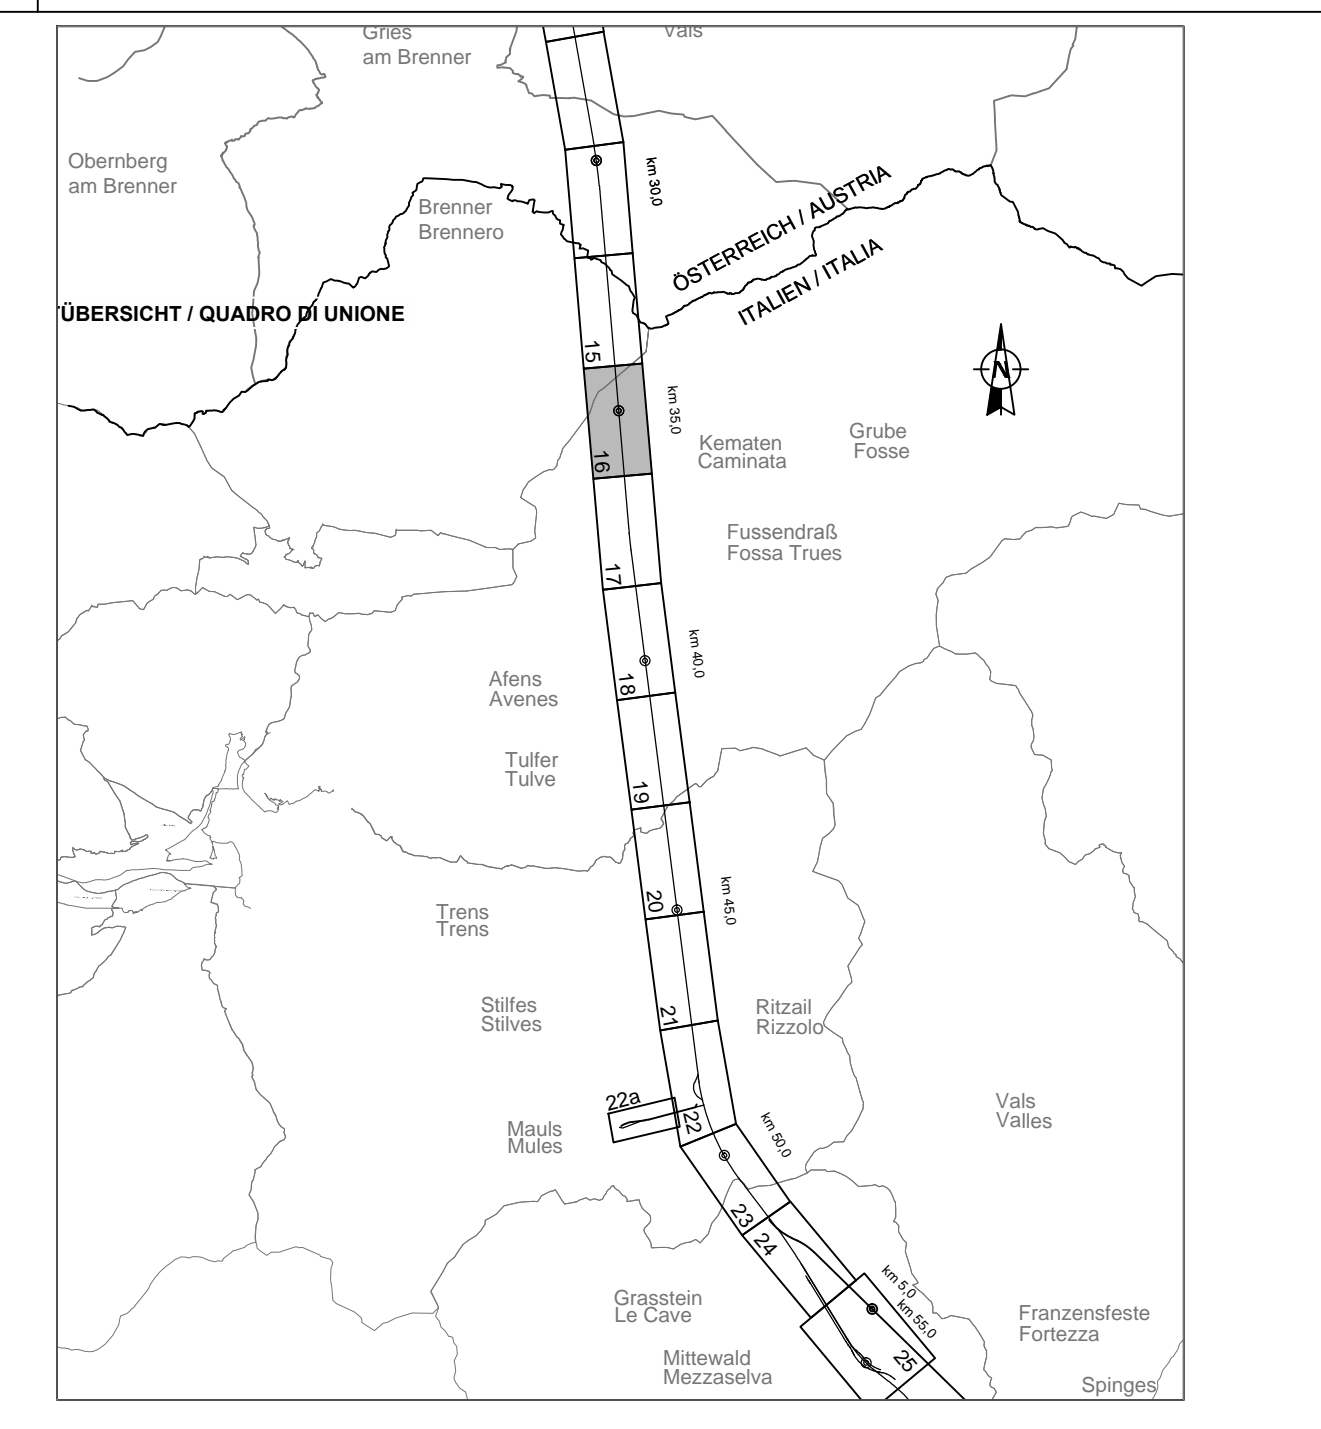 Gries
am Brenner
Vals
Obernberg
am Brenner
km 30,0
Brenner
Brennero
ÖSTERREICH / AUSTRIA
ITALIEN / ITALIA
ÜBERSICHT / QUADRO DI UNIONE
15
N
km 35,0
16
Kematen
Caminata
Grube
Fosse
Fussendraß
Fossa Trues
17
km 40,0
18
Afens
Avenes
Tulfer
Tulve
19
20
km 45,0
Trens
Trens
Stilfes
Stilves
21
Ritzail
Rizzolo
22a
22
Mauls
Mules
km 50,0
Vals
Valles
23
24
km 5,0
km 55,0
Grasstein
Le Cave
Franzensfeste
Fortezza
25
Mittewald
Mezzaselva
Spinges